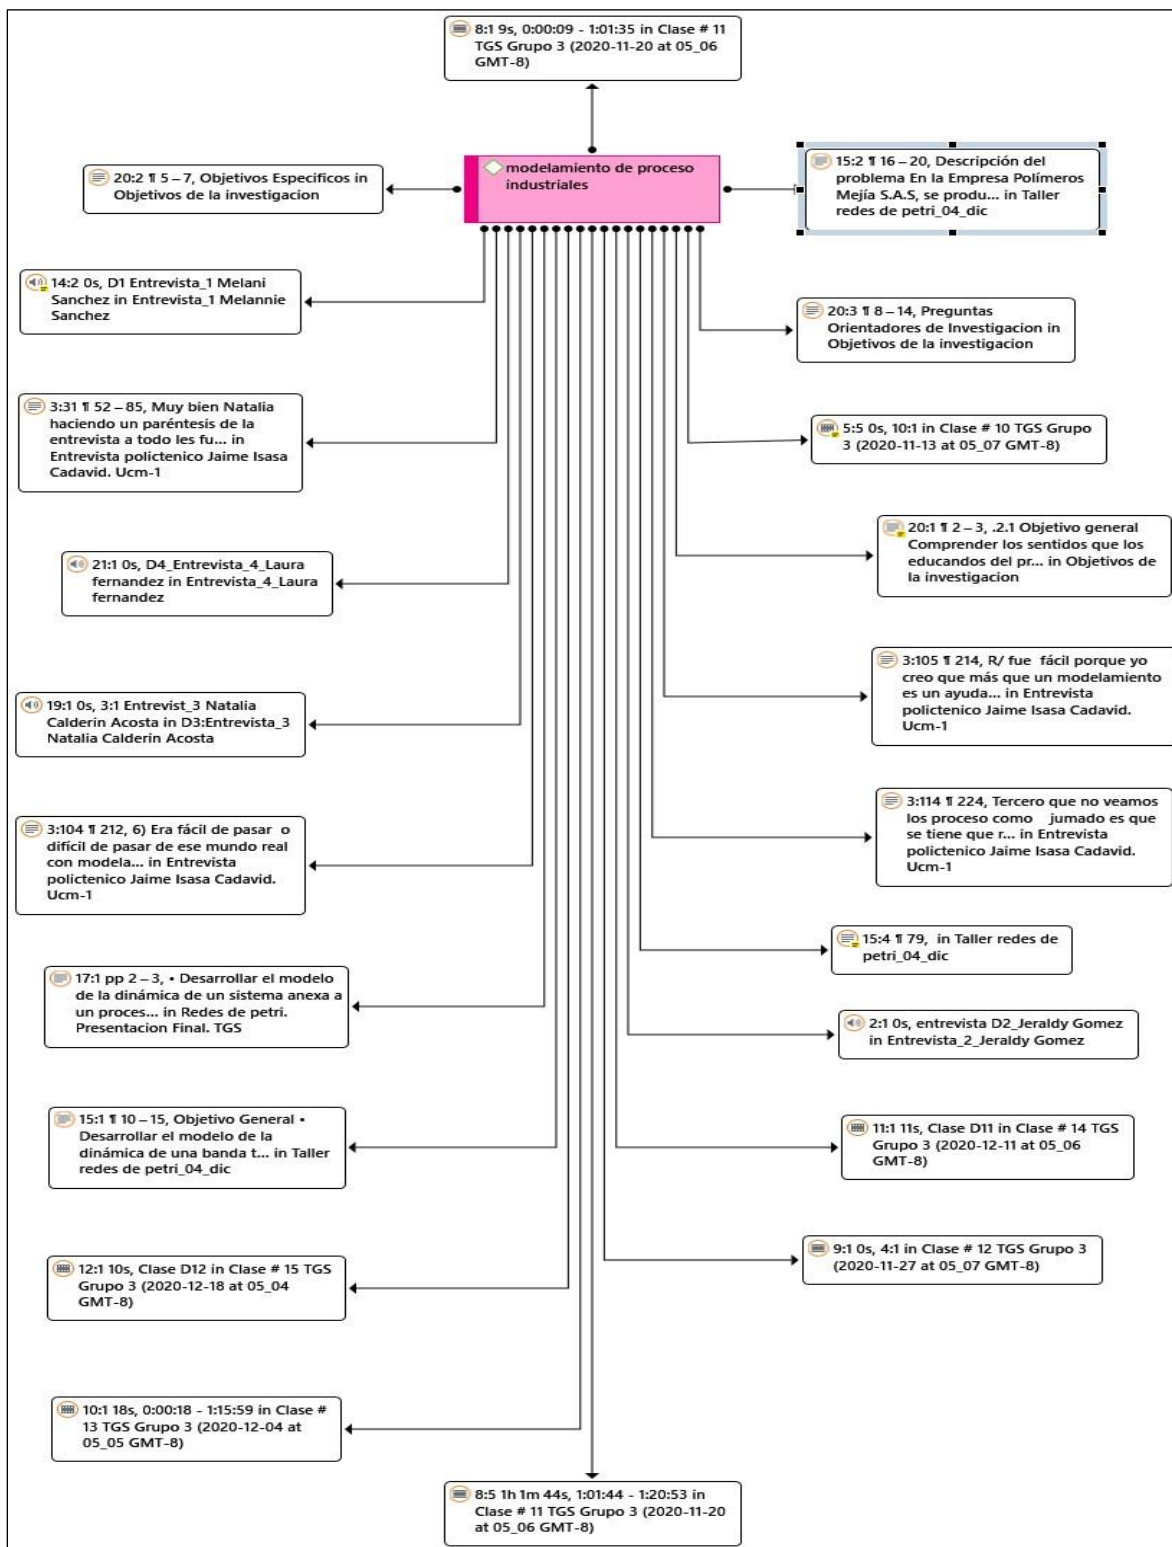 8:1 9s, 0:00:09 - 1:01:35 in Clase # 11
TGS Grupo 3 (2020-11-20 at 05_06
GMT-8)
modelamiento de proceso
industriales
20:2 ¶ 5 – 7, Objetivos Especificos in
Objetivos de la investigacion
15:2 ¶ 16 – 20, Descripción del
problema En la Empresa Polímeros
Mejía S.A.S, se produ... in Taller
redes de petri_04_dic
14:2 0s, D1 Entrevista_1 Melani
Sanchez in Entrevista_1 Melannie
Sanchez
20:3 ¶ 8 – 14, Preguntas
Orientadores de Investigacion in
Objetivos de la investigacion
3:31 ¶ 52 – 85, Muy bien Natalia
haciendo un paréntesis de la
entrevista a todo les fu... in
Entrevista polictenico Jaime Isasa
Cadavid. Ucm-1
5:5 0s, 10:1 in Clase # 10 TGS Grupo
3 (2020-11-13 at 05_07 GMT-8)
20:1 ¶ 2 – 3, .2.1 Objetivo general
Comprender los sentidos que los
educandos del pr... in Objetivos de
la investigacion
21:1 0s, D4_Entrevista_4_Laura
fernandez in Entrevista_4_Laura
fernandez
3:105 ¶ 214, R/ fue fácil porque yo
creo que más que un modelamiento
es un ayuda... in Entrevista
polictenico Jaime Isasa Cadavid.
Ucm-1
19:1 0s, 3:1 Entrevist_3 Natalia
Calderin Acosta in D3:Entrevista_3
Natalia Calderin Acosta
3:114 ¶ 224, Tercero que no veamos
los proceso como jumado es que
se tiene que r... in Entrevista
polictenico Jaime Isasa Cadavid.
Ucm-1
3:104 ¶ 212, 6) Era fácil de pasar o
difícil de pasar de ese mundo real
con modela... in Entrevista
polictenico Jaime Isasa Cadavid.
Ucm-1
15:4 ¶ 79, in Taller redes de
petri_04_dic
17:1 pp 2 – 3, • Desarrollar el modelo
de la dinámica de un sistema anexa a
un proces... in Redes de petri.
Presentacion Final. TGS
2:1 0s, entrevista D2_Jeraldy Gomez
in Entrevista_2_Jeraldy Gomez
15:1 ¶ 10 – 15, Objetivo General •
Desarrollar el modelo de la
dinámica de una banda t... in Taller
redes de petri_04_dic
11:1 11s, Clase D11 in Clase # 14 TGS
Grupo 3 (2020-12-11 at 05_06
GMT-8)
12:1 10s, Clase D12 in Clase # 15 TGS
Grupo 3 (2020-12-18 at 05_04
GMT-8)
9:1 0s, 4:1 in Clase # 12 TGS Grupo 3
(2020-11-27 at 05_07 GMT-8)
10:1 18s, 0:00:18 - 1:15:59 in Clase #
13 TGS Grupo 3 (2020-12-04 at
05_05 GMT-8)
8:5 1h 1m 44s, 1:01:44 - 1:20:53 in
Clase # 11 TGS Grupo 3 (2020-11-20
at 05_06 GMT-8)